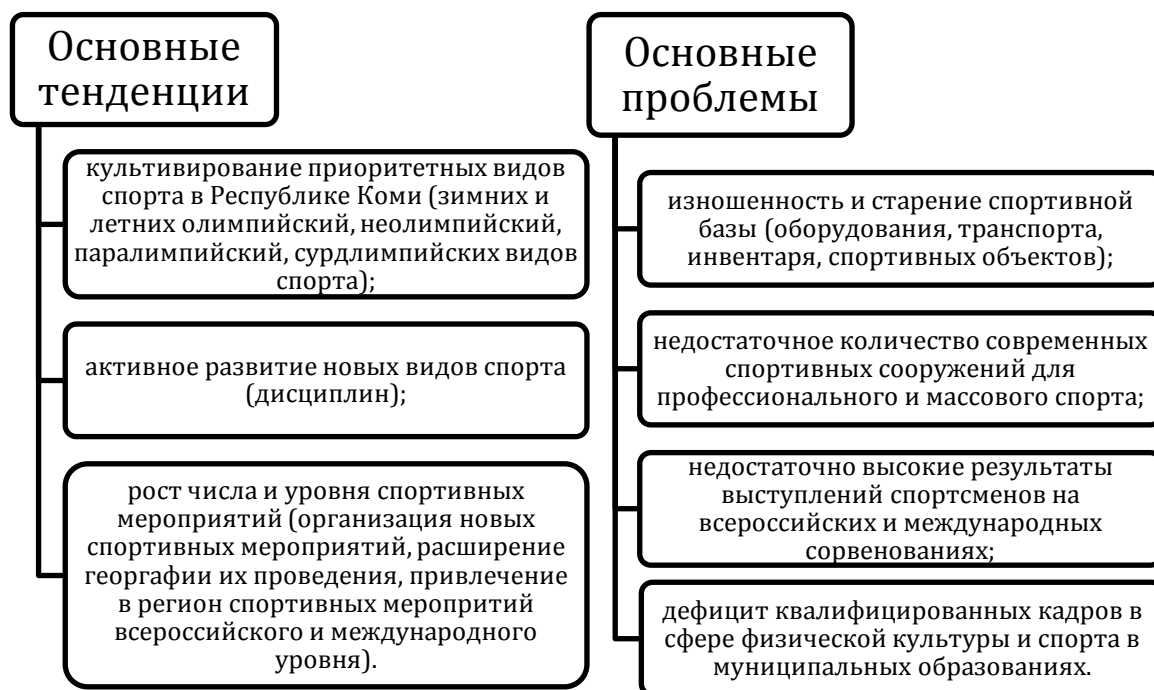 Основные
тенденции
культивирование приоритетных видов
спорта в Республике Коми (зимних и
летних олимпийский, неолимпийский,
паралимпийский, сурдлимпийских видов
спорта);
активное развитие новых видов спорта
(дисциплин);
рост числа и уровня спортивных
мероприятий (организация новых
спортивных мероприятий, расширение
георгафии их проведения, привлечение
в регион спортивных меропритий
всероссийского и международного
уровня).
Основные
проблемы
изношенность и старение спортивной
базы (оборудования, транспорта,
инвентаря, спортивных объектов);
недостаточное количество современных
спортивных сооружений для
профессионального и массового спорта;
недостаточно высокие результаты
выступлений спортсменов на
всероссийских и международных
сорвенованиях;
дефицит квалифицированных кадров в
сфере физической культуры и спорта в
муниципальных образованиях.